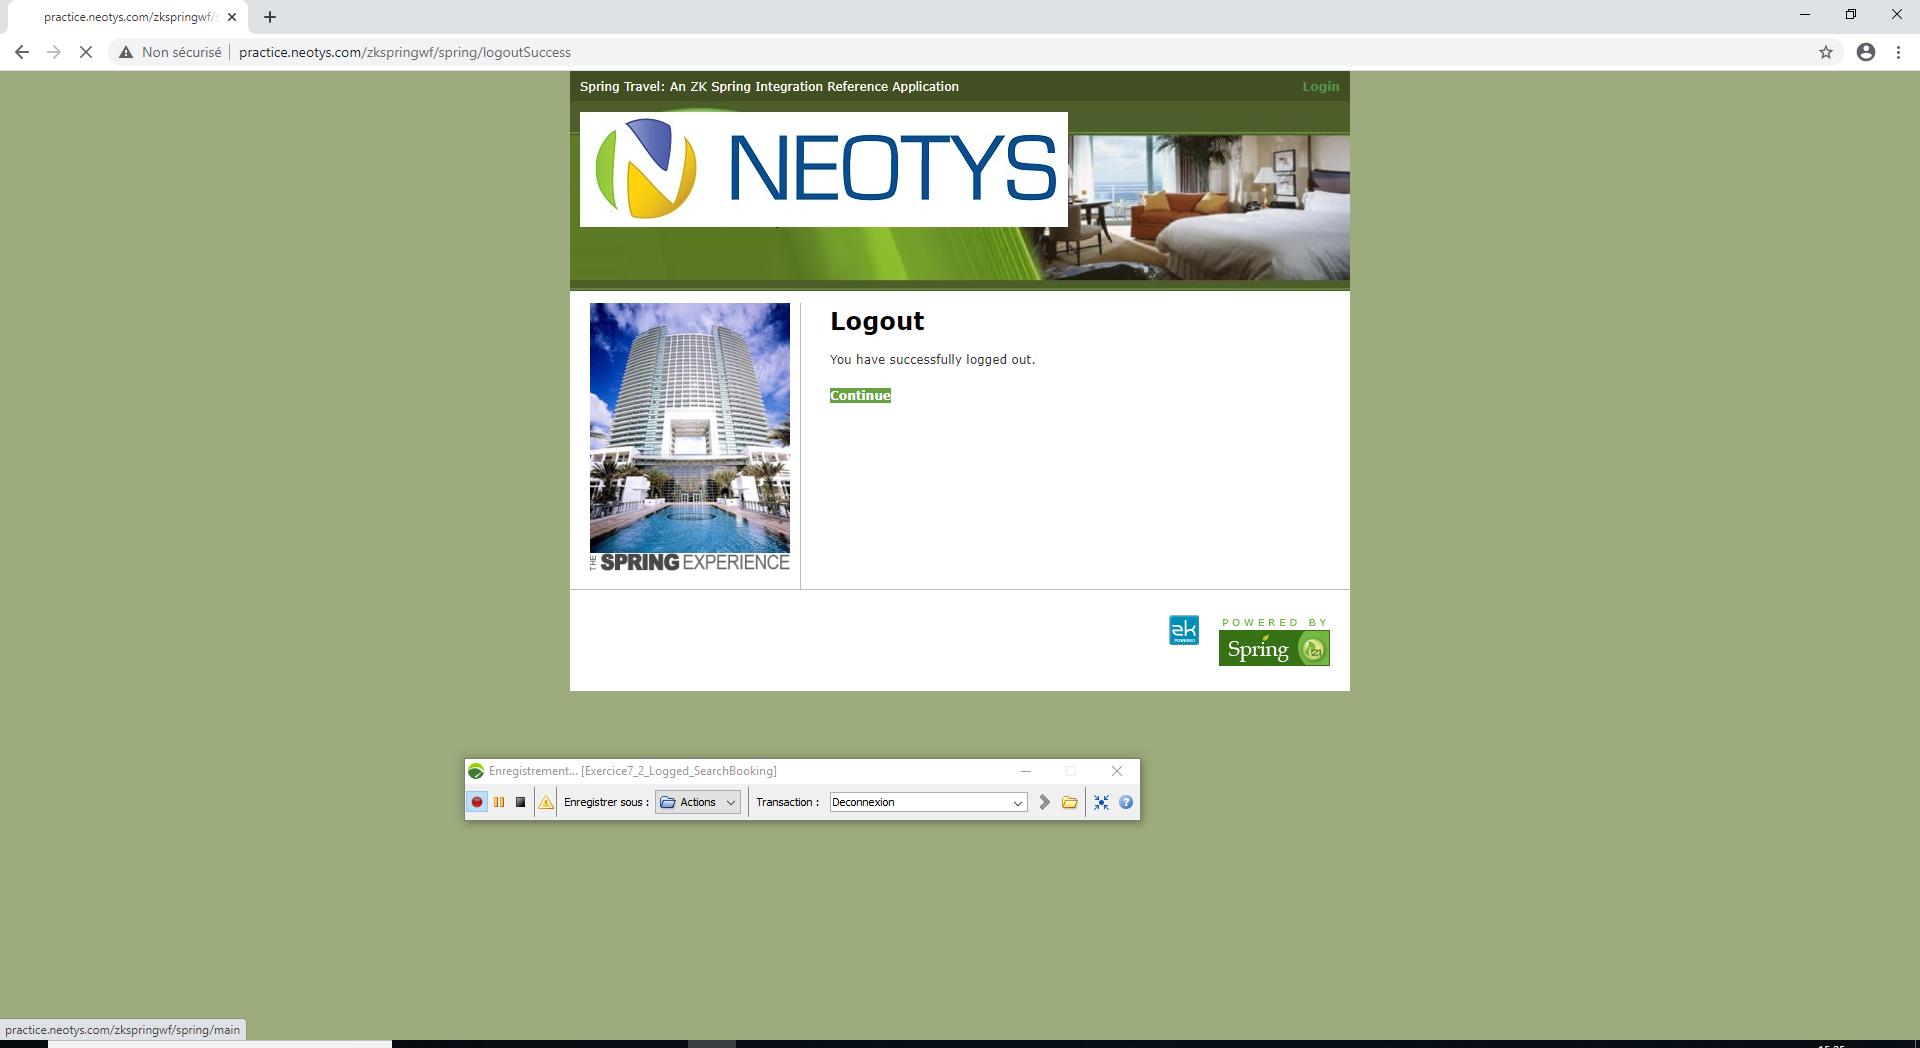 practice.neotys.com/zkspringwf/s
Non sécurisé
practice.neotys.com/zkspringwf/spring/logoutSuccess
Spring Travel: An ZK Spring Integration Reference Application
Login
NEOTYS
Logout
You have successfully logged out.
Continue
THE SPRING EXPERIENCE
zk
POWERED
POWERED BY
Spring
Enregistrement... [Exercice7_2_Logged_SearchBooking]
Enregistrer sous :
Actions
Transaction :
Deconnexion
practice.neotys.com/zkspringwf/spring/main